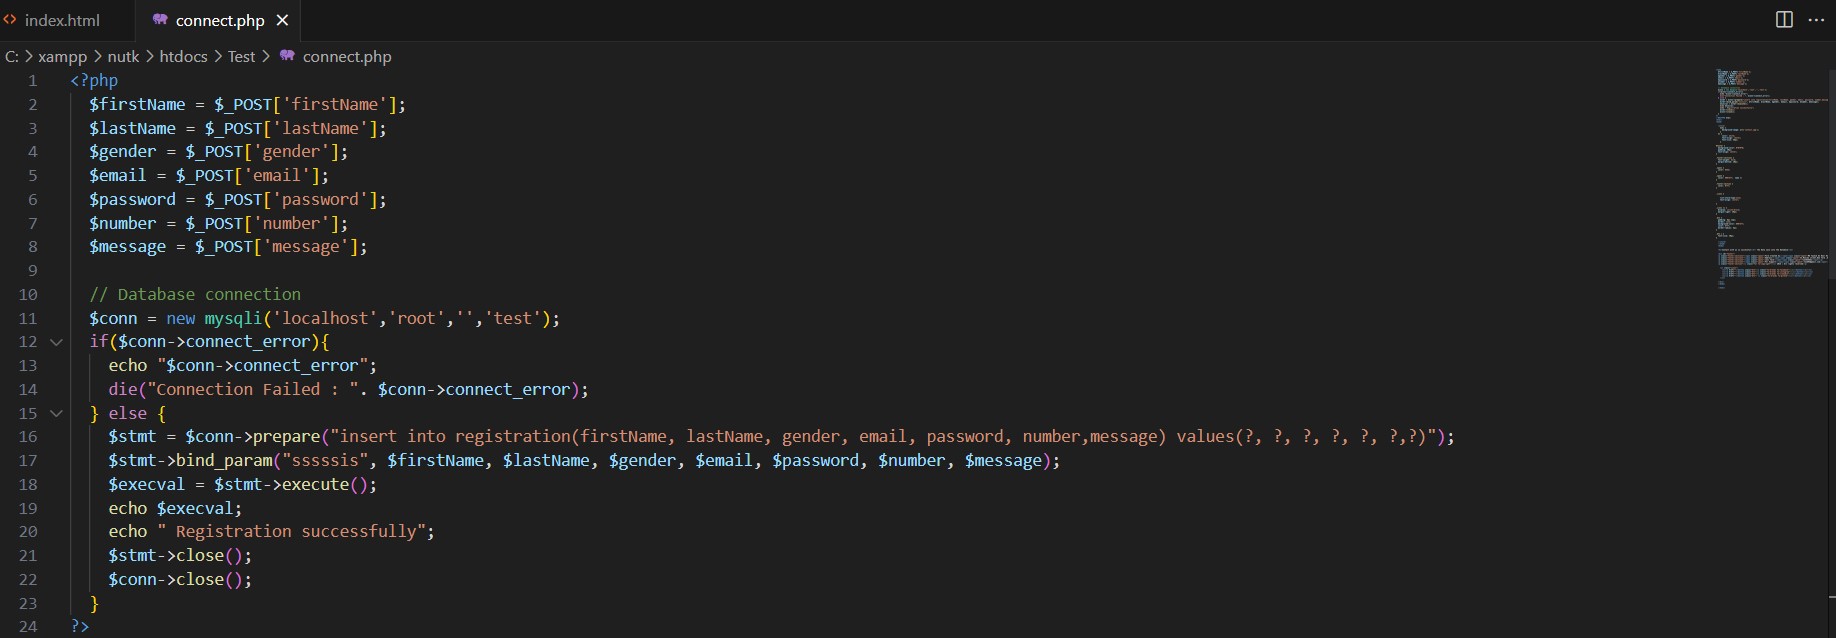 index.html connect.php
C: > xampp > nutk > htdocs > Test > connect.php
1 <?php
2 $firstName = $_POST['firstName'];
3 $lastName = $_POST['lastName'];
4 $gender = $_POST['gender'];
5 $email = $_POST['email'];
6 $password = $_POST['password'];
7 $number = $_POST['number'];
8 $message = $_POST['message'];
9
10 // Database connection
11 $conn = new mysqli('localhost','root','','test');
12 if($conn->connect_error){
13 echo "$conn->connect_error";
14 die("Connection Failed : ". $conn->connect_error);
15 } else {
16 $stmt = $conn->prepare("insert into registration(firstName, lastName, gender, email, password, number,message) values(?, ?, ?, ?, ?, ?,?)");
17 $stmt->bind_param("sssssis", $firstName, $lastName, $gender, $email, $password, $number, $message);
18 $execval = $stmt->execute();
19 echo $execval;
20 echo " Registration successfully";
21 $stmt->close();
22 $conn->close();
23 }
24 ?>